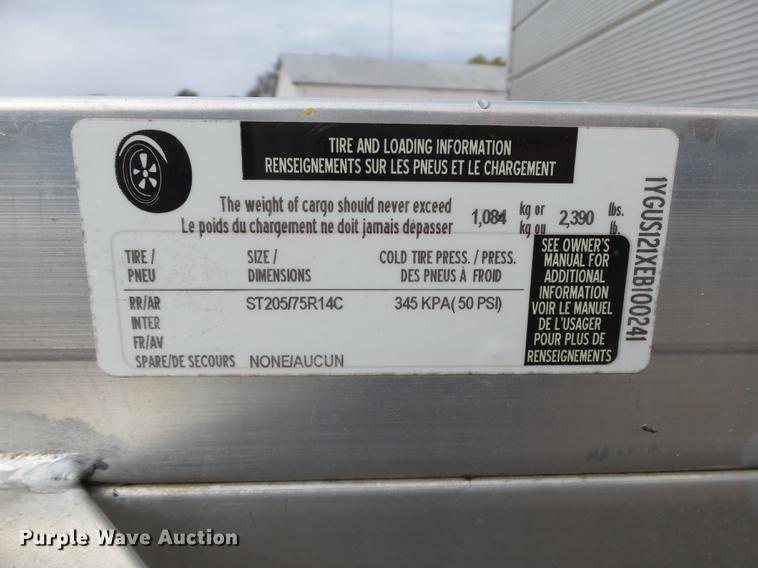 TIRE AND LOADING INFORMATION
RENSEIGNEMENTS SUR LES PNEUS ET LE CHARGEMENT
The weight of cargo should never exceed 1,084 kg or 2,390 lbs.
Le poids du chargement ne doit jamais dépasser kg ou lb.
TIRE / SIZE / COLD TIRE PRESS. / PRESS.
PNEU DIMENSIONS DES PNEUS À FROID
RR/AR ST205/75R14C 345 KPA( 50 PSI)
INTER
FR/AV
SPARE/DE SECOURS NONE/AUCUN
SEE OWNER'S
MANUAL FOR
ADDITIONAL
INFORMATION
VOIR LE MANUEL
DE L'USAGER
POUR PLUS DE
RENSEIGNEMENTS
1YGUS121XEB100241
Purple Wave Auction